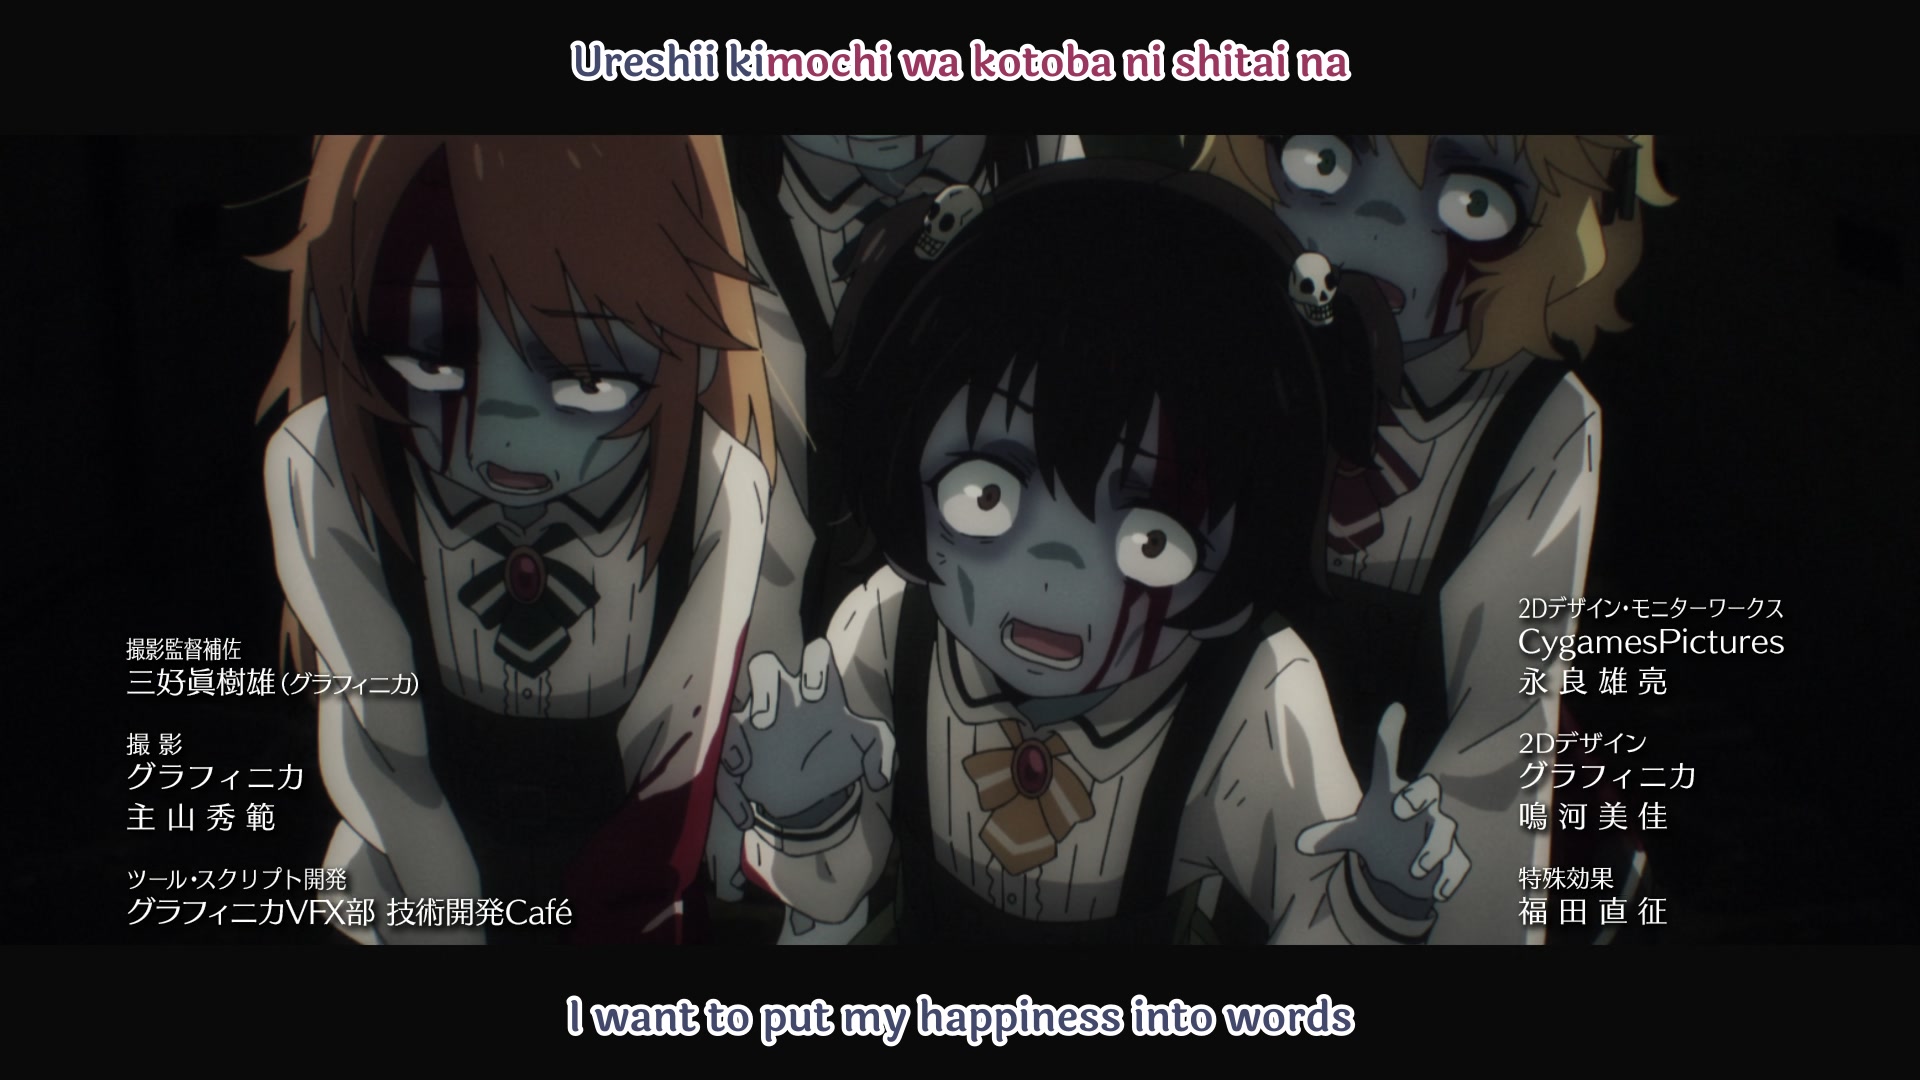 Ureshii kimochi wa kotoba ni shitai na
撮影監督補佐
三好眞樹雄(グラフィニカ)
撮影
グラフィニカ
主山秀範
ツール・スクリプト開発
グラフィニカVFX部 技術開発Café
2Dデザイン・モニターワークス
CygamesPictures
永良雄亮
2Dデザイン
グラフィニカ
鳴河美佳
特殊効果
福田直征
I want to put my happiness into words